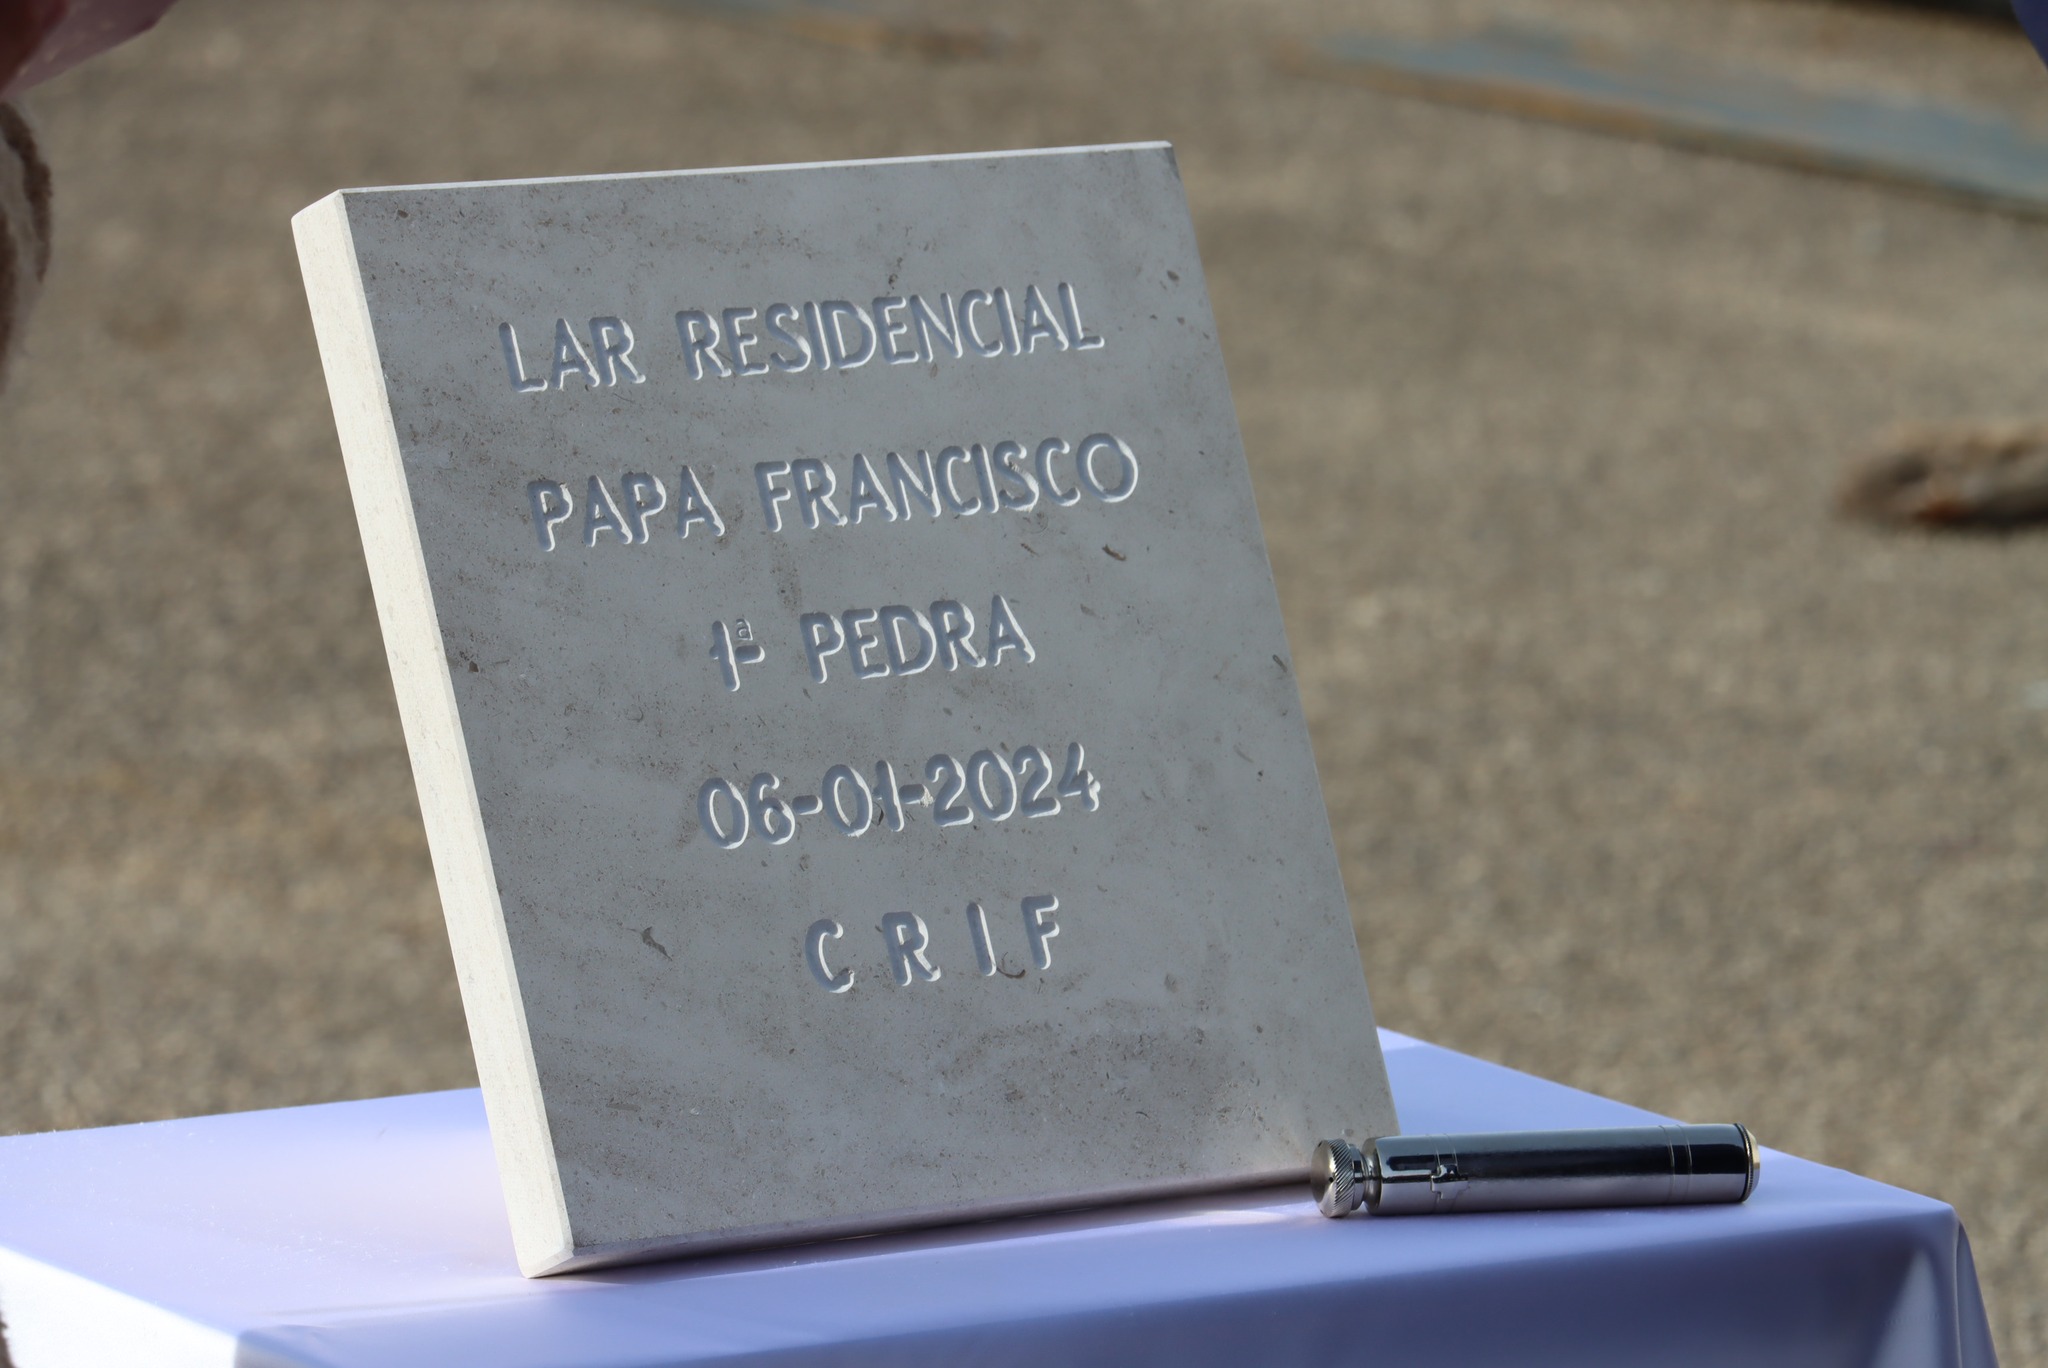 LAR RESIDENCIAL
PAPA FRANCISCO
1ª PEDRA
06-01-2024
C R I F